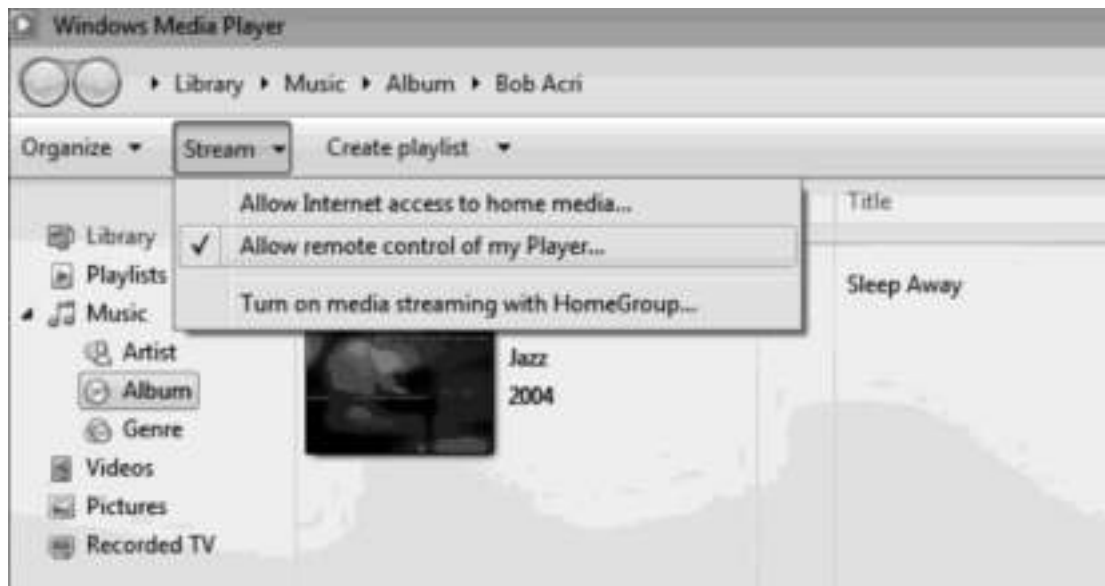 Windows Media Player
Library Music Album Bob Acri
Organize Stream Create playlist
Allow Internet access to home media...
Allow remote control of my Player...
Turn on media streaming with HomeGroup...
Title
Sleep Away
Library
Playlists
Music
Artist
Album
Genre
Videos
Pictures
Recorded TV
Jazz
2004